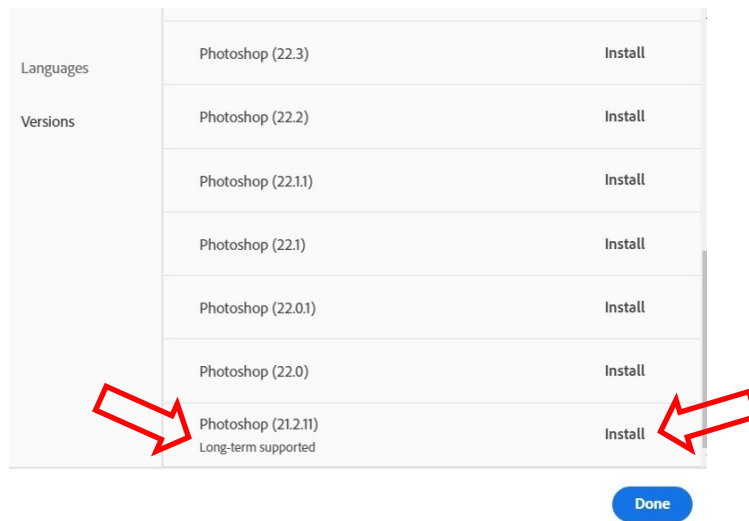 Languages
Versions
Photoshop (22.3) Install
Photoshop (22.2) Install
Photoshop (22.1.1) Install
Photoshop (22.1) Install
Photoshop (22.0.1) Install
Photoshop (22.0) Install
Photoshop (21.2.11) Install
Long-term supported
Done